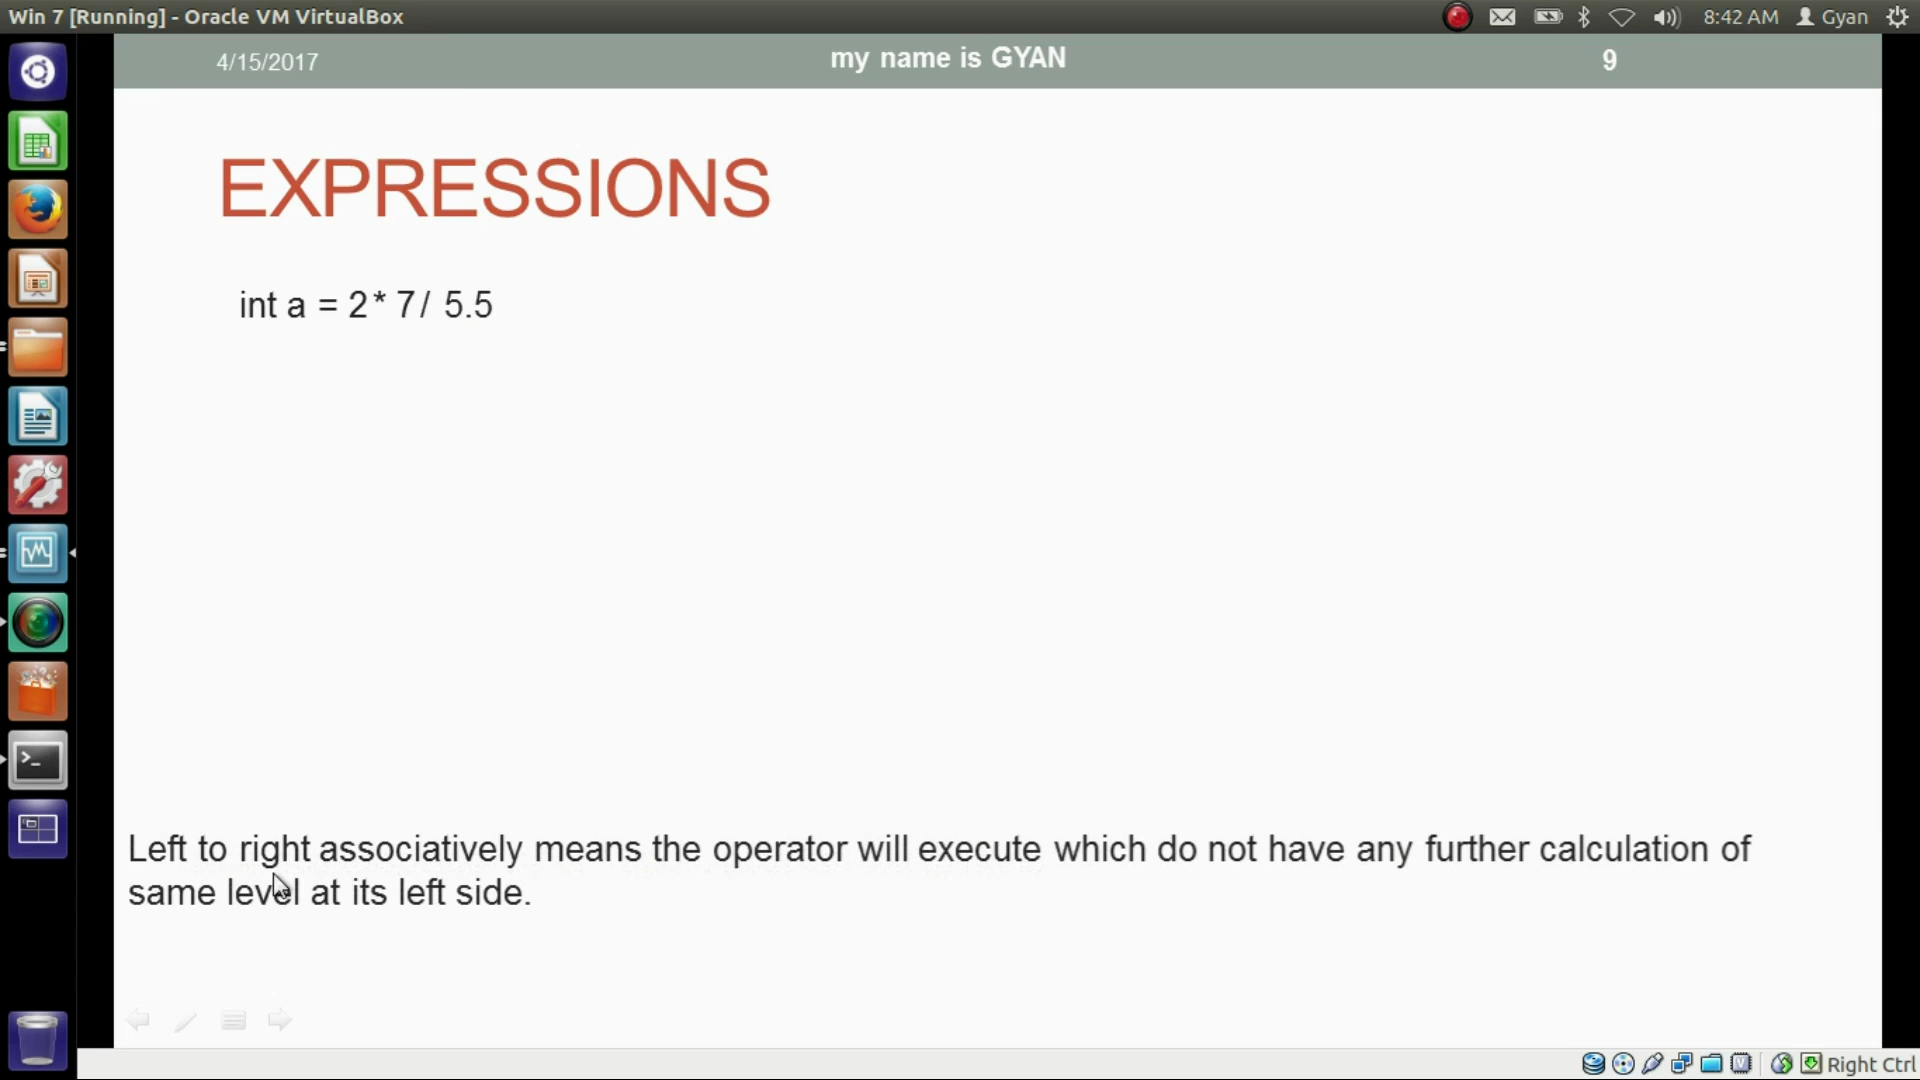 Win 7 [Running] - Oracle VM VirtualBox
8:42 AM Gyan
4/15/2017
my name is GYAN
9
EXPRESSIONS
int a = 2* 7/ 5.5
Left to right associatively means the operator will execute which do not have any further calculation of
same level at its left side.
Right Ctrl